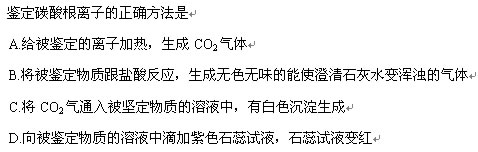 鉴定碳酸根离子的正确方法是
A.给被鉴定的离子加热，生成 CO2气体↵
B.将被鉴定物质跟盐酸反应，生成无色无味的能使澄清石灰水变浑浊的气体↵
C.将 CO2气通入被坚定物质的溶液中，有白色沉淀生成↵
D.向被鉴定物质的溶液中滴加紫色石蕊试液，石蕊试液变红↵